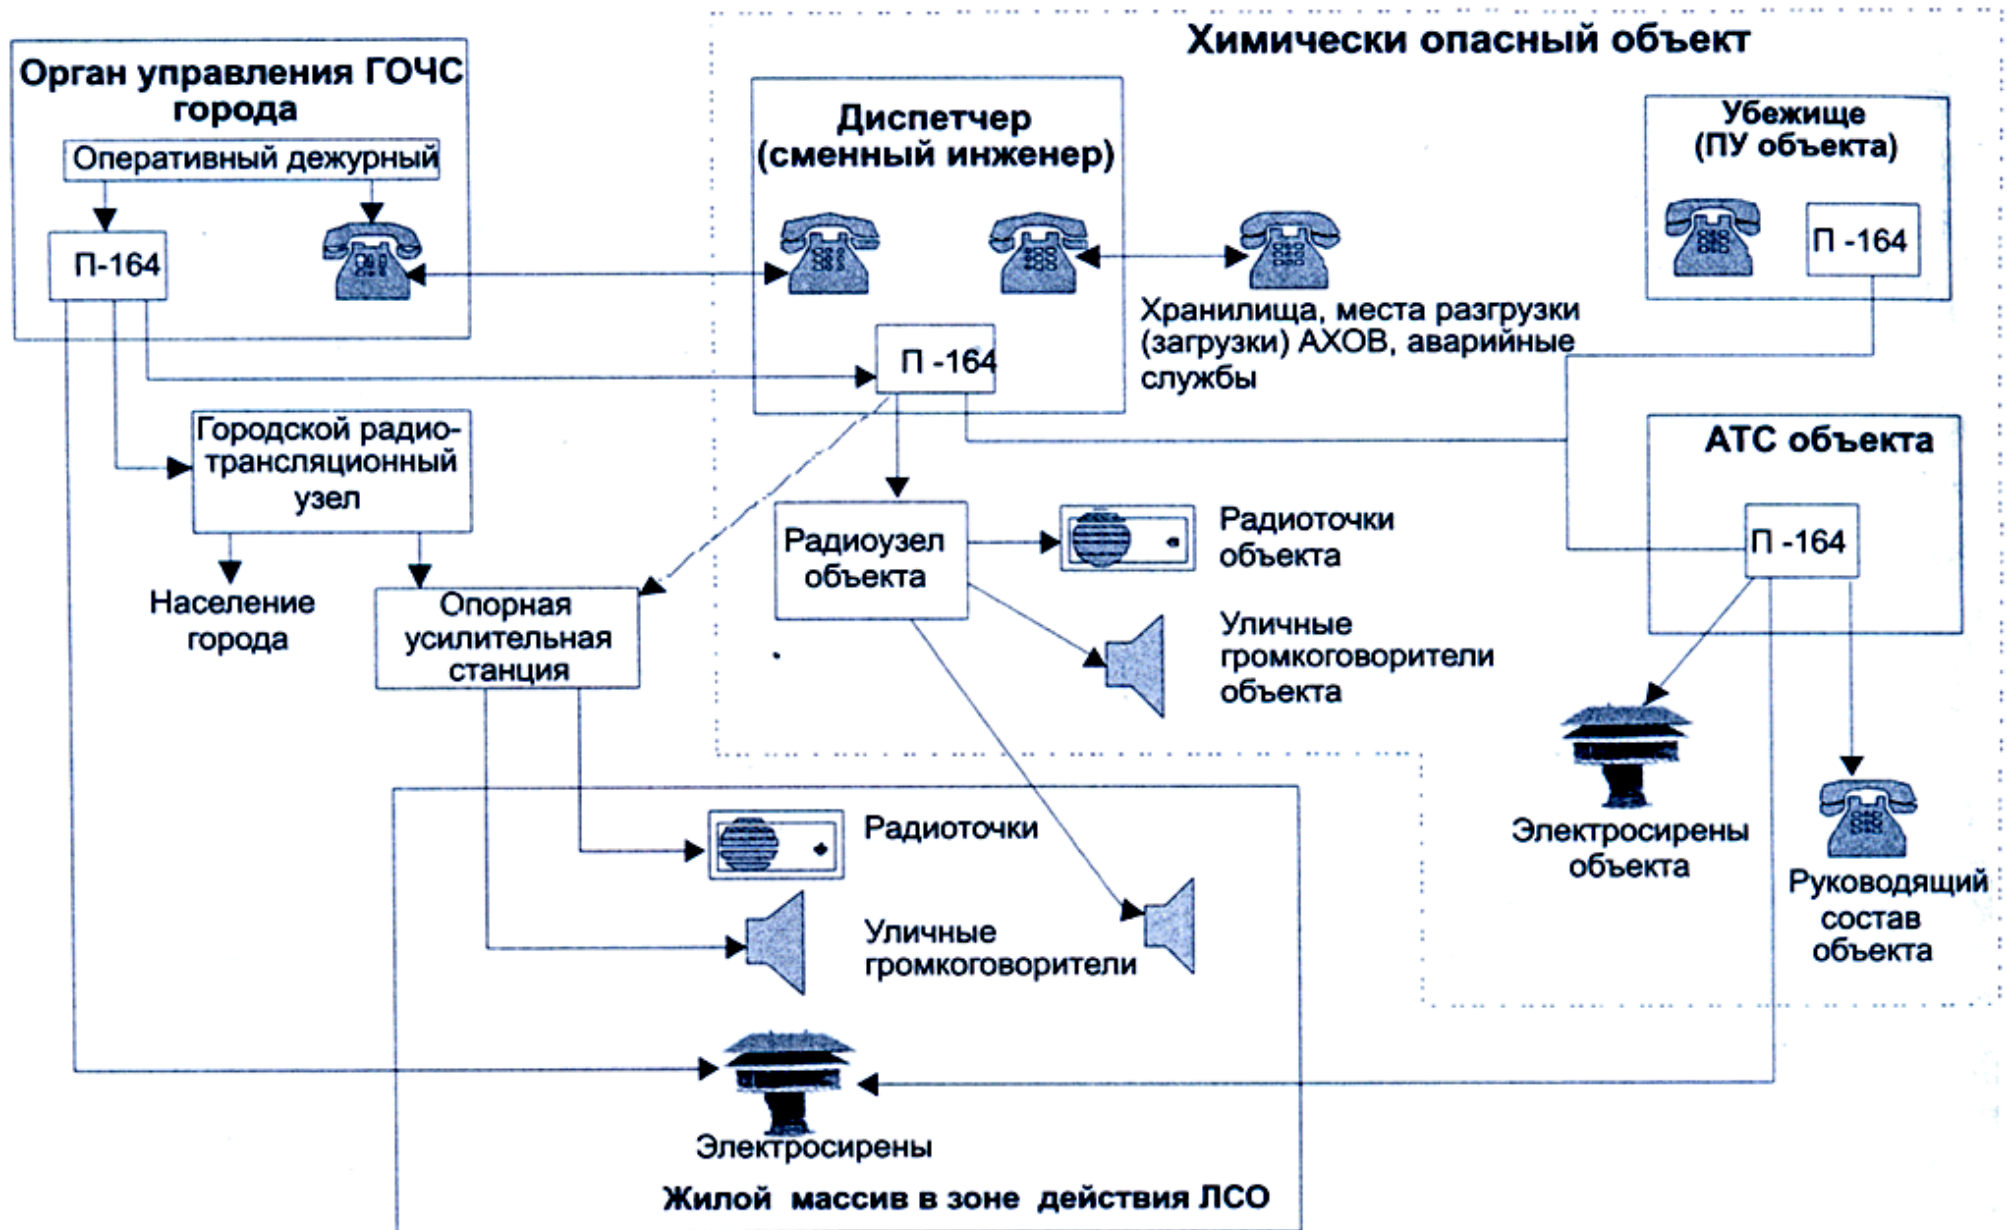 Химически опасный объект
Орган управления ГОЧС
города
Оперативный дежурный
П-164
Диспетчер
(сменный инженер)
П -164
Убежище
(ПУ объекта)
П -164
Хранилища, места разгрузки
(загрузки) АХОВ, аварийные
службы
Городской радио-
трансляционный
узел
Население
города
Опорная
усилительная
станция
Радиоузел
объекта
Радиоточки
объекта
Уличные
громкоговорители
объекта
АТС объекта
П -164
Электросирены
объекта
Руководящий
состав
объекта
Радиоточки
Уличные
громкоговорители
Электросирены
Жилой массив в зоне действия ЛСО